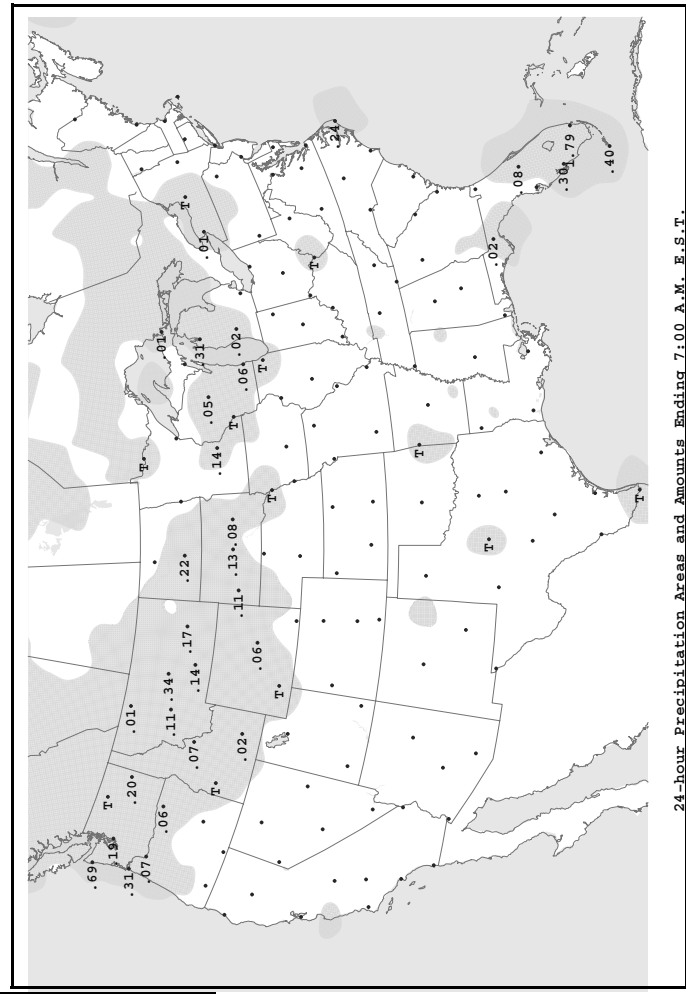 .69
T
.19
.31
.01
.20
T
.07
.01
.06
.11 .34
T
.22
.17
.07
.14
.31
.01
.05
T
.14
.13 .08
T
.02
.11
.02
.06
.06
T
T
T
T
.24
T
T
.02
.08
.30 1.79
.40
T
24-hour Precipitation Areas and Amounts Ending 7:00 A.M. E.S.T.